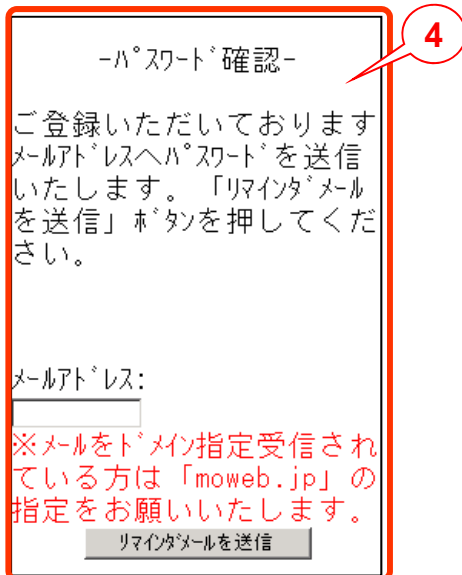 4
-ﾊﾟｽﾜｰﾄﾞ確認-
ご登録いただいております
ﾒｰﾙｱﾄﾞﾚｽへﾊﾟｽﾜｰﾄﾞを送信
いたします。「ﾘﾏｲﾝﾀﾞﾒｰﾙ
を送信」ﾎﾞﾀﾝを押してくだ
さい。
ﾒｰﾙｱﾄﾞﾚｽ:
※ﾒｰﾙをﾄﾞﾒｲﾝ指定受信され
ている方は「moweb.jp」の
指定をお願いいたします。
ﾘﾏｲﾝﾀﾞﾒｰﾙを送信